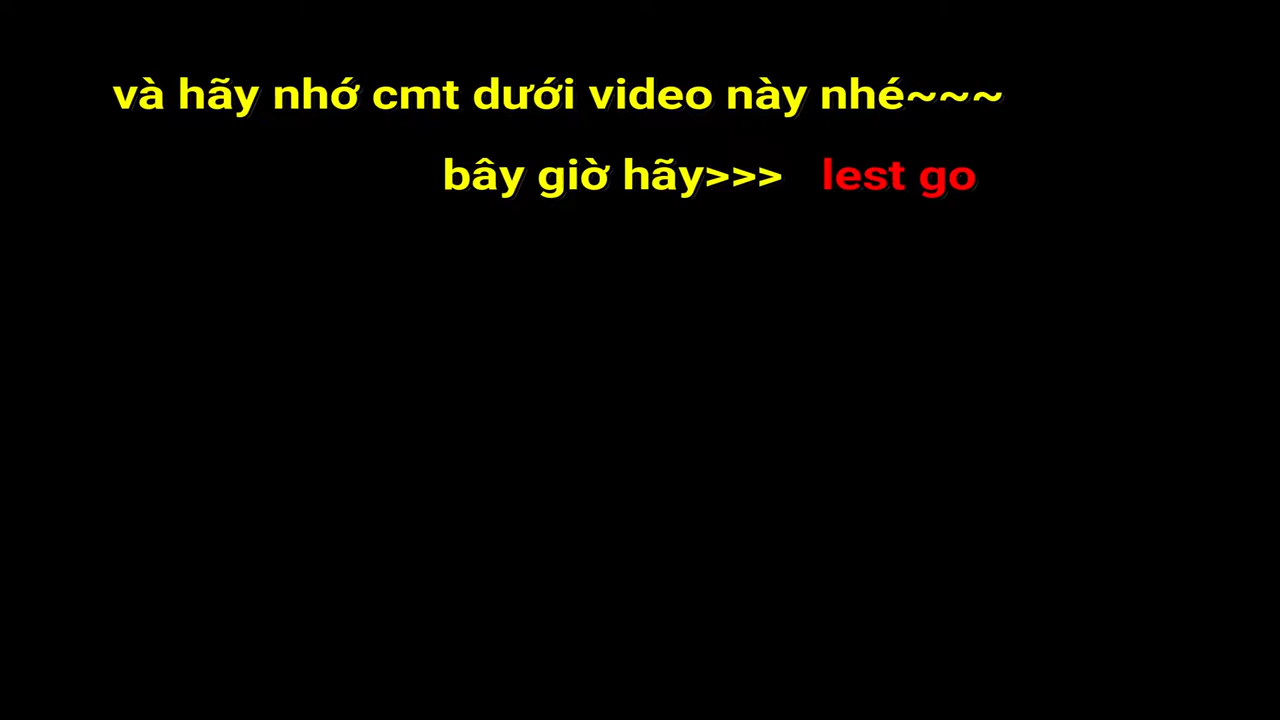 và hãy nhớ cmt dưới video này nhé~~~
bây giờ hãy>>> lest go